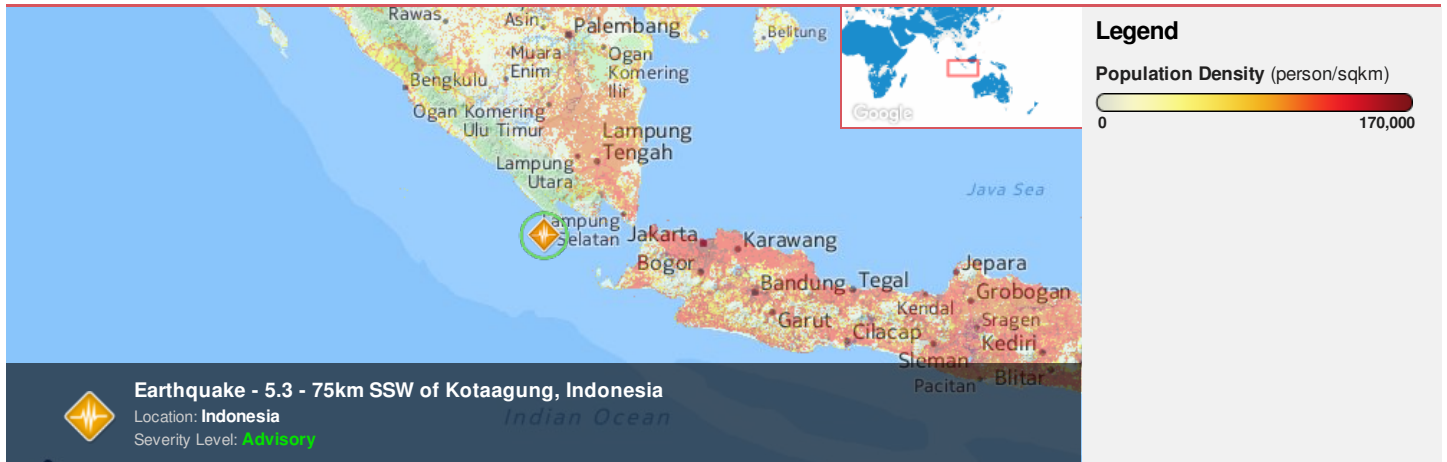 Rawas
Asin
Palembang
Belitung
Muara
Enim
Ogan
Komering
Ilir
Bengkulu
Ogan Komering
Ulu Timur
Lampung
Tengah
Lampung
Utara
Java Sea
ampung
Selatan
Jakarta
Karawang
Bogor
Bandung
Tegal
Jepara
Grobogan
Kendal
Garut
Cilacap
Sragen
Kediri
Sleman
Pacitan
Blitar
Indian Ocean
Google
Legend
Population Density (person/sqkm)
0 170,000
Earthquake - 5.3 - 75km SSW of Kotaagung, Indonesia
Location: Indonesia
Severity Level: Advisory